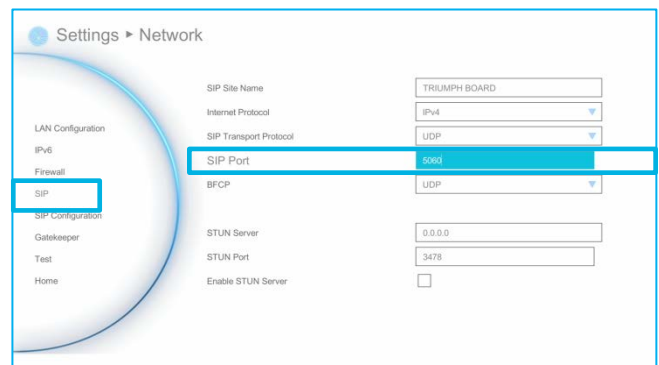 Settings ▸ Network
LAN Configuration
IPv6
Firewall
SIP
SIP Configuration
Gatekeeper
Test
Home
SIP Site Name TRIUMPH BOARD
Internet Protocol IPv4
SIP Transport Protocol UDP
SIP Port 5060
BFCP UDP
STUN Server 0.0.0.0
STUN Port 3478
Enable STUN Server